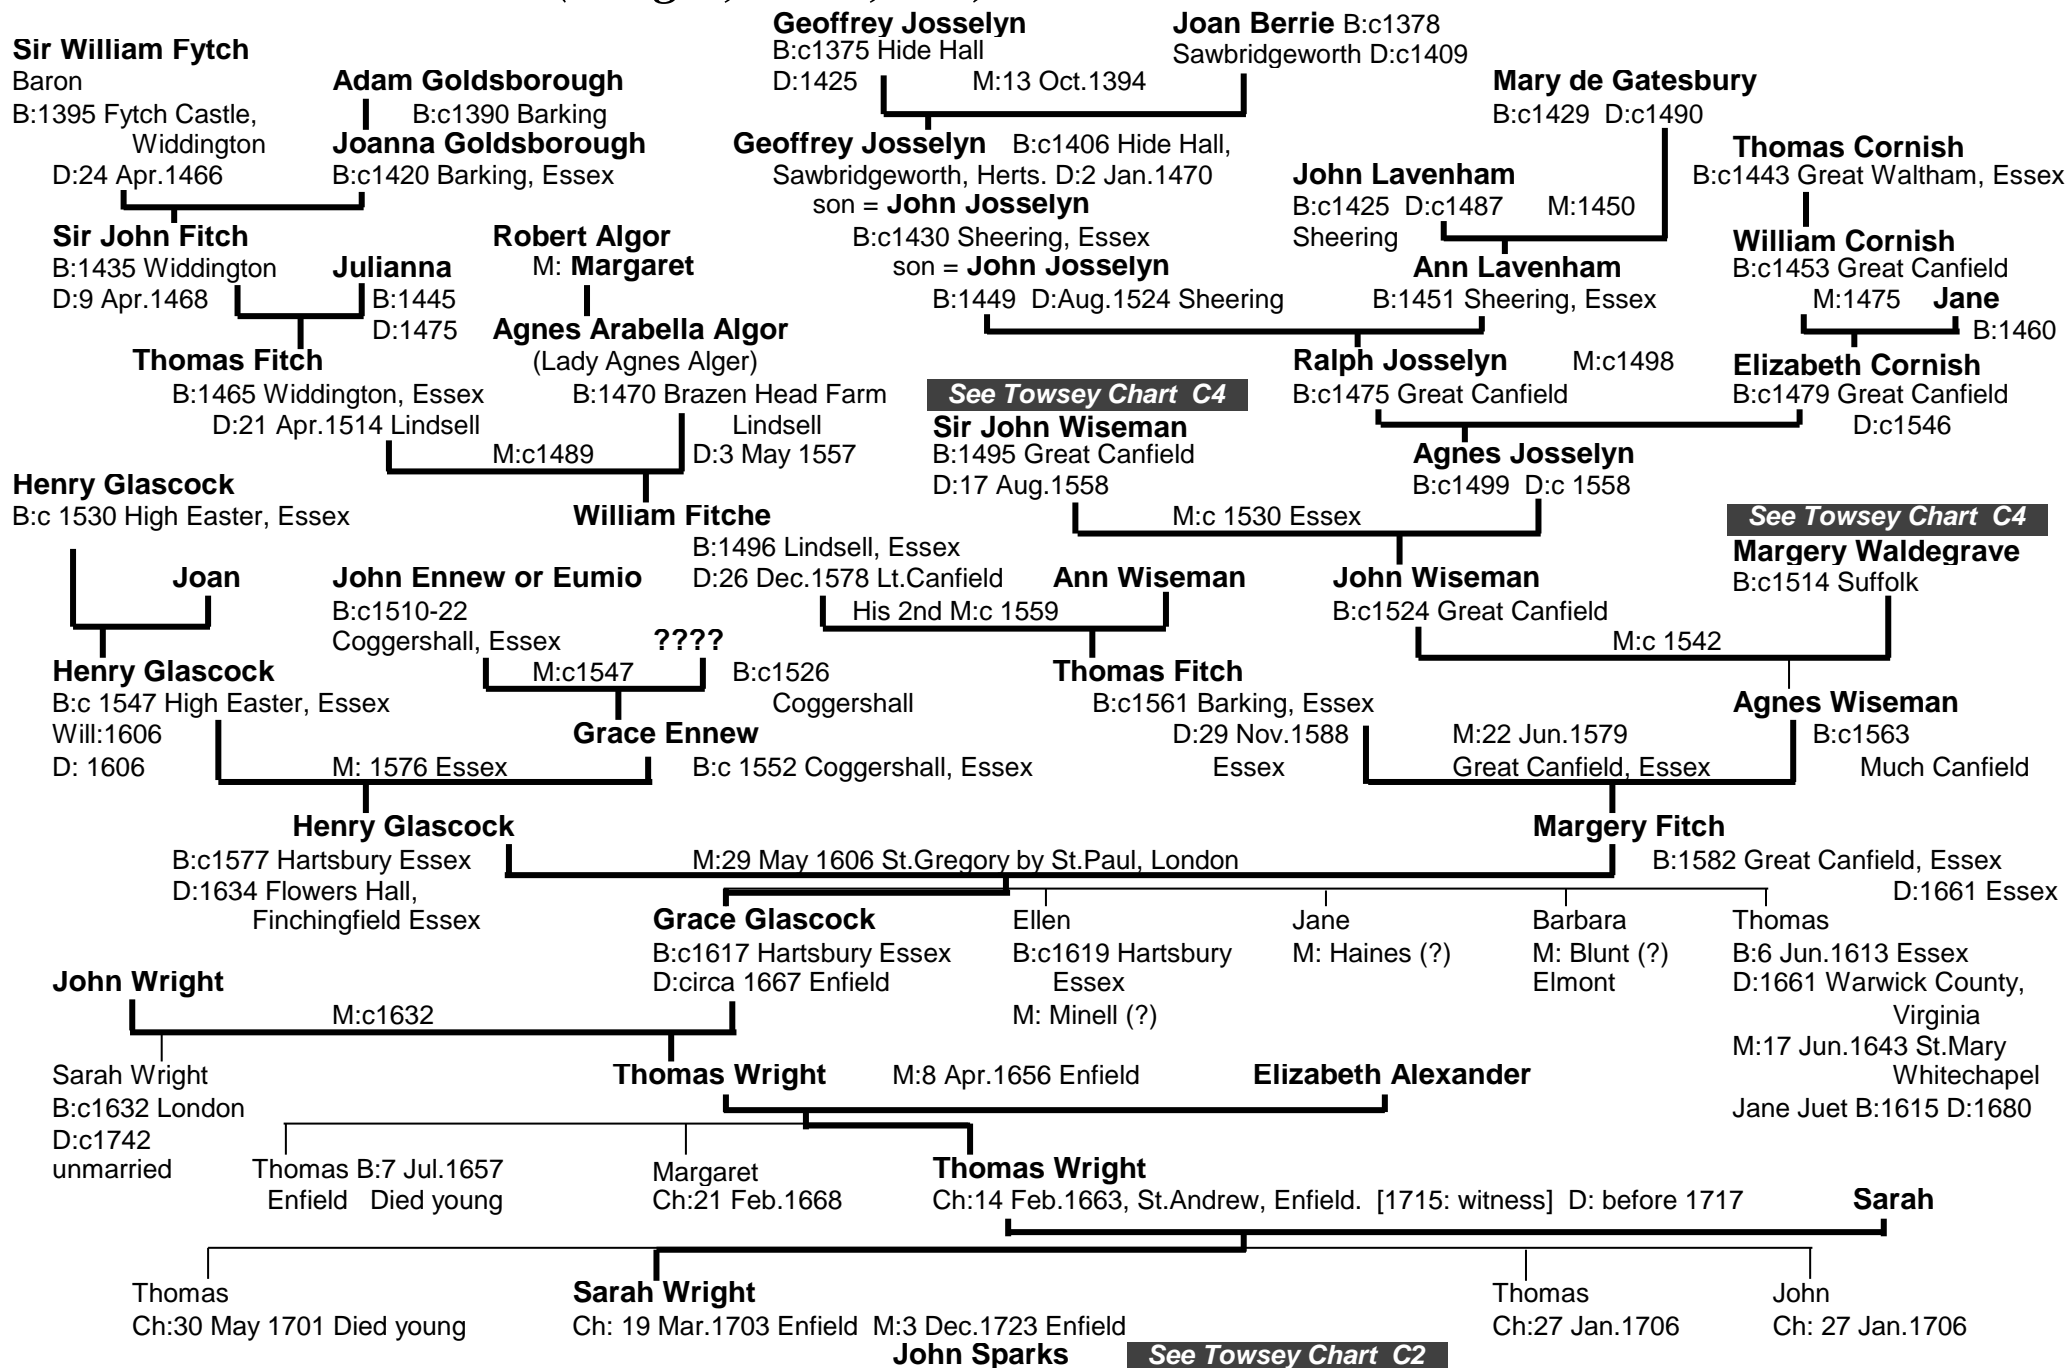 Sir William Fytch
Baron
B:1395 Fytch Castle,
Widdington
D:24 Apr.1466
Adam Goldsborough
B:c1390 Barking
Joanna Goldsborough
B:c1420 Barking, Essex
Geoffrey Josselyn
B:c1375 Hide Hall
D:1425
M:13 Oct.1394
Joan Berrie B:c1378
Sawbridgeworth D:c1409
Geoffrey Josselyn B:c1406 Hide Hall,
Sawbridgeworth, Herts. D:2 Jan.1470
son = John Josselyn
B:c1430 Sheering, Essex
son = John Josselyn
B:1449 D:Aug.1524 Sheering
Mary de Gatesbury
B:c1429 D:c1490
John Lavenham
B:c1425 D:c1487 M:1450
Sheering
Ann Lavenham
B:1451 Sheering, Essex
Thomas Cornish
B:c1443 Great Waltham, Essex
William Cornish
B:c1453 Great Canfield
M:1475 Jane
B:1460
Sir John Fitch
B:1435 Widdington
D:9 Apr.1468
Julianna
B:1445
D:1475
Robert Algor
M: Margaret
Agnes Arabella Algor
(Lady Agnes Alger)
B:1470 Brazen Head Farm
Lindsell
D:3 May 1557
Thomas Fitch
B:1465 Widdington, Essex
D:21 Apr.1514 Lindsell
M:c1489
Ralph Josselyn M:c1498
B:c1475 Great Canfield
Elizabeth Cornish
B:c1479 Great Canfield
D:c1546
See Towsey Chart C4
Sir John Wiseman
B:1495 Great Canfield
D:17 Aug.1558
Agnes Josselyn
B:c1499 D:c 1558
M:c 1530 Essex
Henry Glascock
B:c 1530 High Easter, Essex
Joan
William Fitche
B:1496 Lindsell, Essex
D:26 Dec.1578 Lt.Canfield
Ann Wiseman
His 2nd M:c 1559
John Wiseman
B:c1524 Great Canfield
See Towsey Chart C4
Margery Waldegrave
B:c1514 Suffolk
M:c 1542
John Ennew or Eumio
B:c1510-22
Coggershall, Essex
????
M:c1547
B:c1526
Coggershall
Henry Glascock
B:c 1547 High Easter, Essex
Will:1606
D: 1606
M: 1576 Essex
Grace Ennew
B:c 1552 Coggershall, Essex
Thomas Fitch
B:c1561 Barking, Essex
D:29 Nov.1588
Essex
M:22 Jun.1579
Great Canfield, Essex
Agnes Wiseman
B:c1563
Much Canfield
Henry Glascock
B:c1577 Hartsbury Essex
D:1634 Flowers Hall,
Finchingfield Essex
M:29 May 1606 St.Gregory by St.Paul, London
Margery Fitch
B:1582 Great Canfield, Essex
D:1661 Essex
Grace Glascock
B:c1617 Hartsbury Essex
D:circa 1667 Enfield
Ellen
B:c1619 Hartsbury
Essex
M: Minell (?)
Jane
M: Haines (?)
Barbara
M: Blunt (?)
Elmont
Thomas
B:6 Jun.1613 Essex
D:1661 Warwick County,
Virginia
M:17 Jun.1643 St.Mary
Whitechapel
Jane Juet B:1615 D:1680
John Wright
M:c1632
Sarah Wright
B:c1632 London
D:c1742
unmarried
Thomas Wright M:8 Apr.1656 Enfield Elizabeth Alexander
Thomas B:7 Jul.1657
Enfield Died young
Margaret
Ch:21 Feb.1668
Thomas Wright
Ch:14 Feb.1663, St.Andrew, Enfield. [1715: witness] D: before 1717
Sarah
Thomas
Ch:30 May 1701 Died young
Sarah Wright
Ch: 19 Mar.1703 Enfield M:3 Dec.1723 Enfield
John Sparks See Towsey Chart C2
Thomas
Ch:27 Jan.1706
John
Ch: 27 Jan.1706